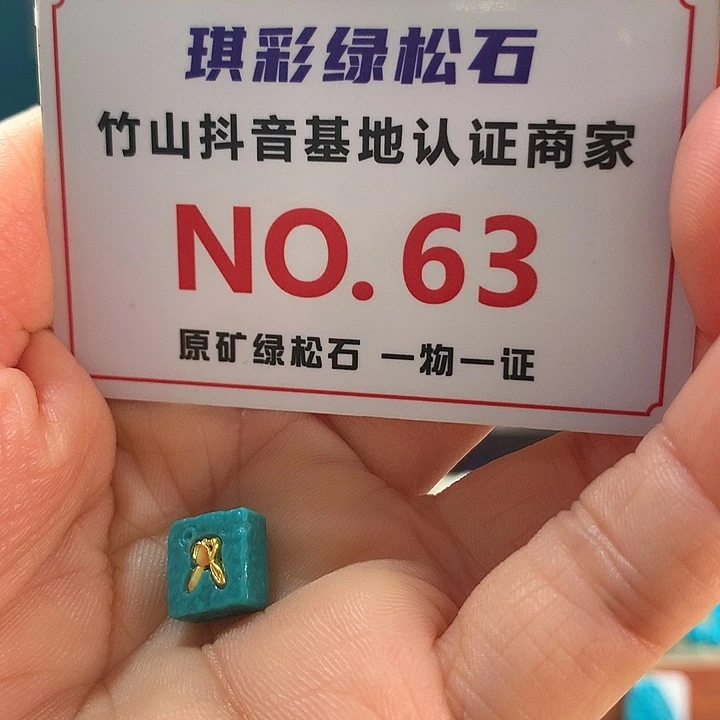 琪彩绿松石
竹山抖音基地认证商家
NO.63
原矿绿松石 一物一证